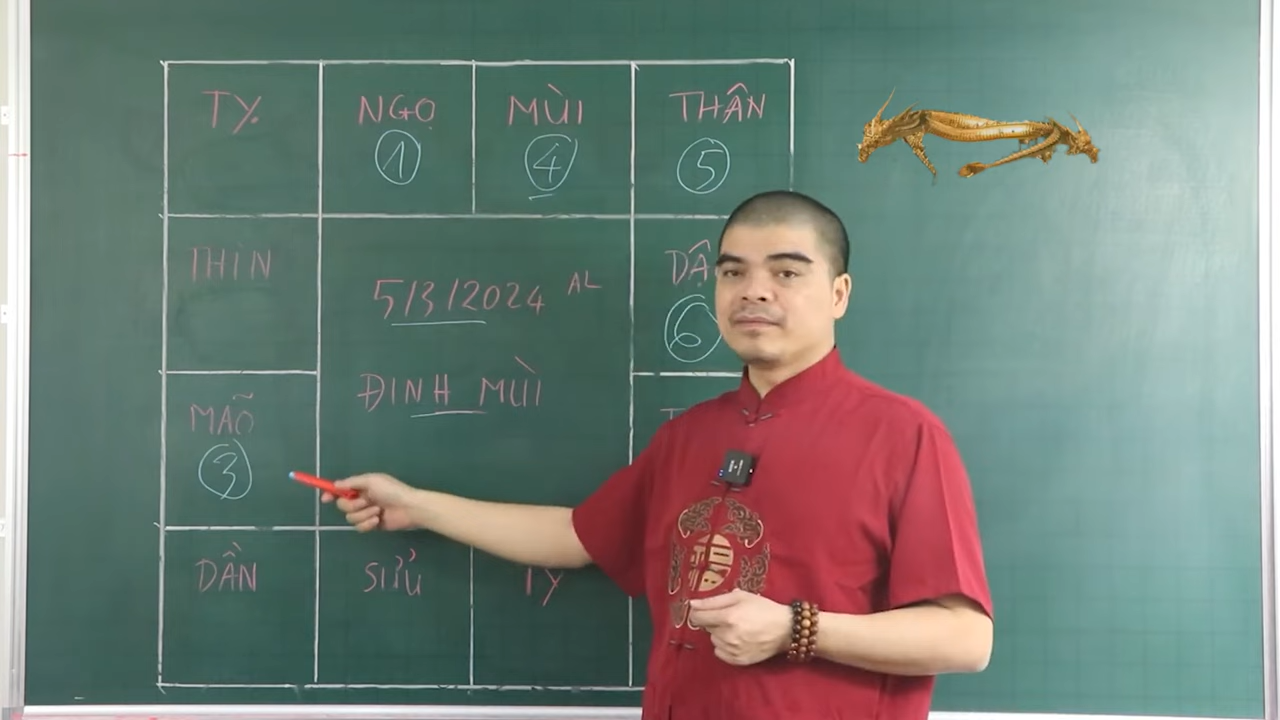 TỴ NGỌ MÙI THÂN
1 4 5
THÌN
5/3/2024 AL
6
ĐINH MÙI
MÃO
3
DẦN SỬU TÝ